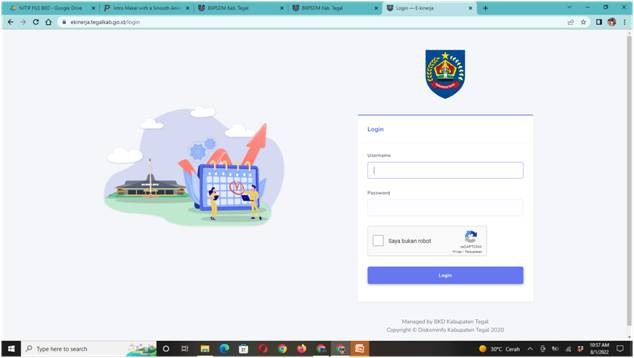 NITIP FILE BKD - Google Drive
Intro Makai with a Smooth Ani
BKPSDM Kab. Tegal
BKPSDM Kab. Tegal
Login — E-kinerja
ekinerja.tegalkab.go.id/login
Login
Username
Password
Saya bukan robot
reCAPTCHA
Privasi - Persyaratan
Login
Managed by BKD Kabupaten Tegal
Copyright © Diskominfo Kabupaten Tegal 2020
Type here to search
30°C Cerah
10:57 AM
8/1/2022